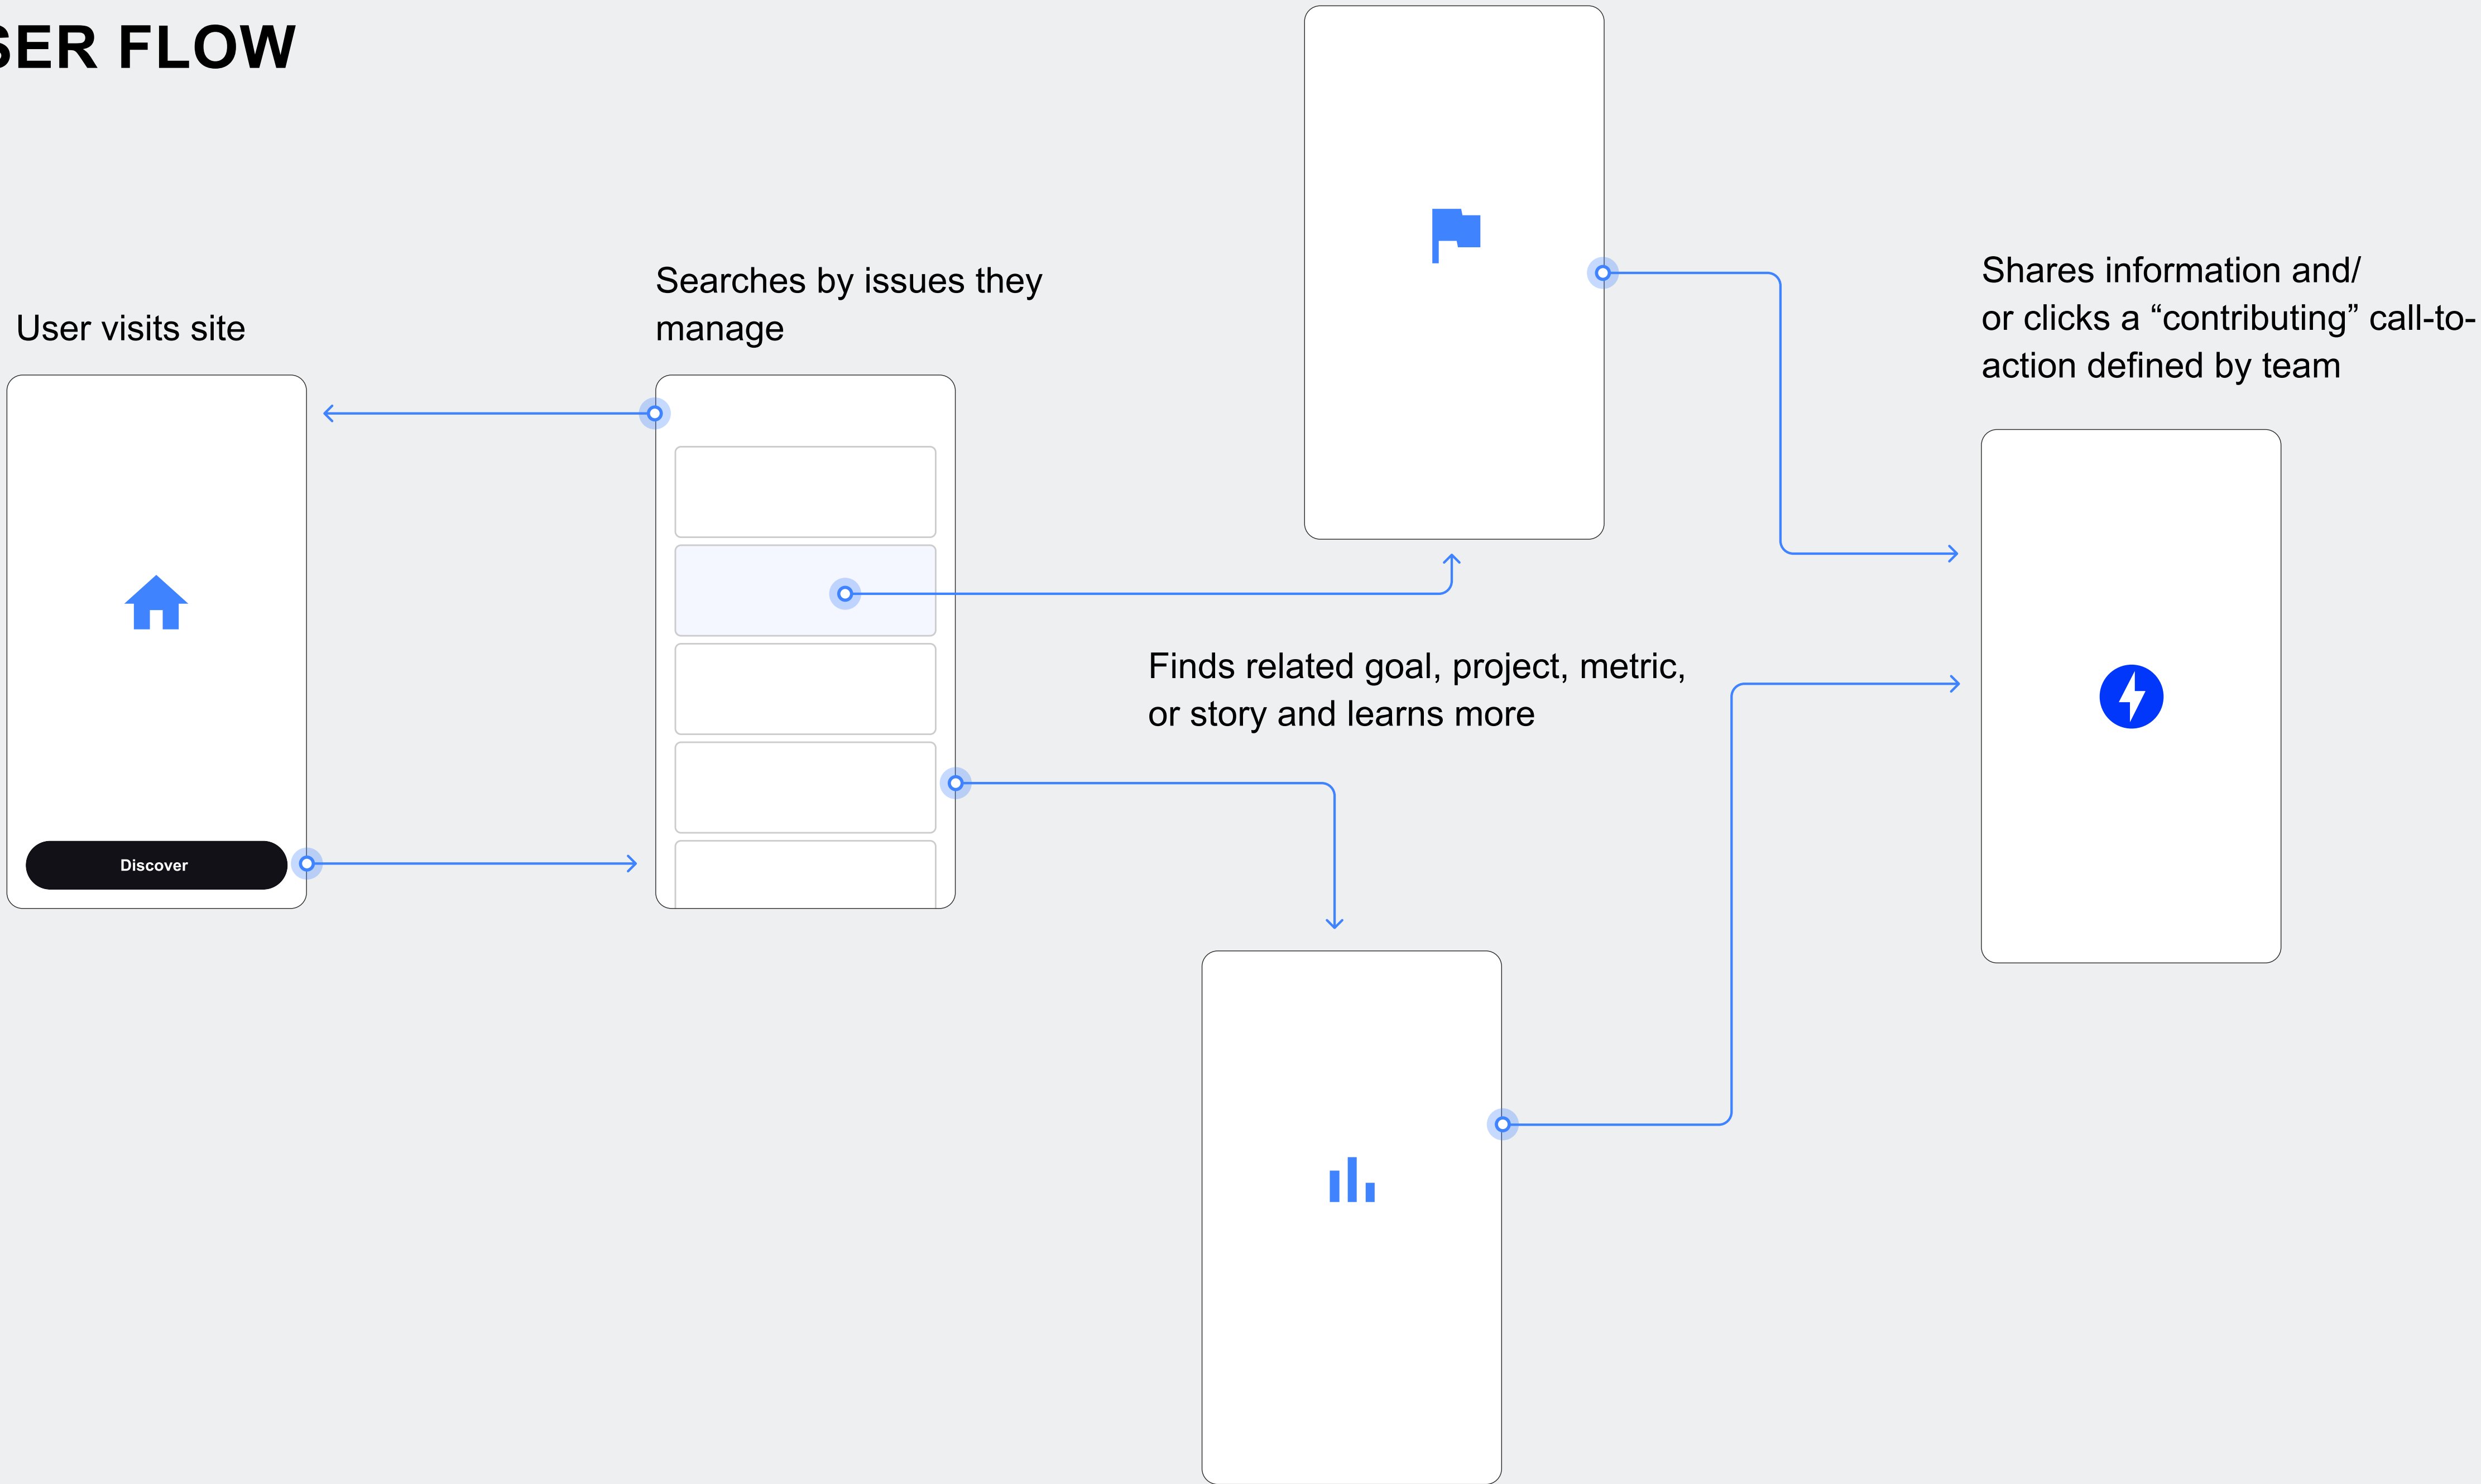 SER FLOW
User visits site
Searches by issues they
manage
Shares information and/
or clicks a “contributing” call-to-
action defined by team
Finds related goal, project, metric,
or story and learns more
Discover